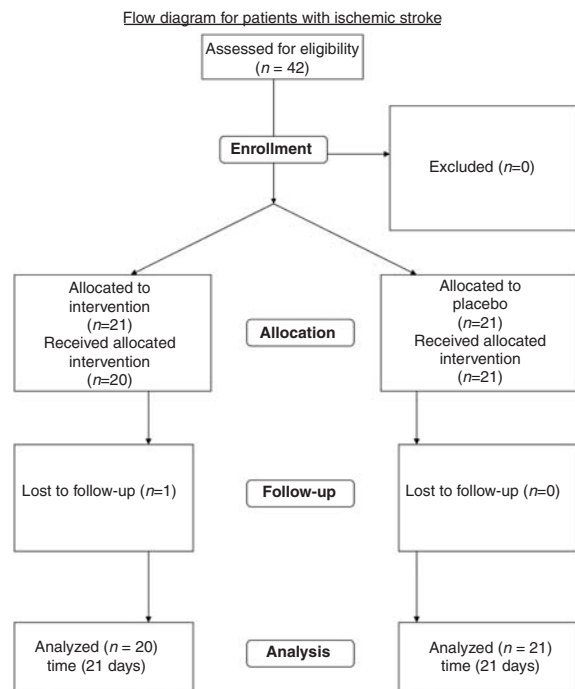 Flow diagram for patients with ischemic stroke
Assessed for eligibility
(n = 42)
Enrollment
Excluded (n=0)
Allocated to
intervention
(n=21)
Received allocated
intervention
(n=20)
Allocation
Allocated to
placebo
(n=21)
Received allocated
intervention
(n=21)
Lost to follow-up (n=1)
Follow-up
Lost to follow-up (n=0)
Analyzed (n = 20)
time (21 days)
Analysis
Analyzed (n = 21)
time (21 days)